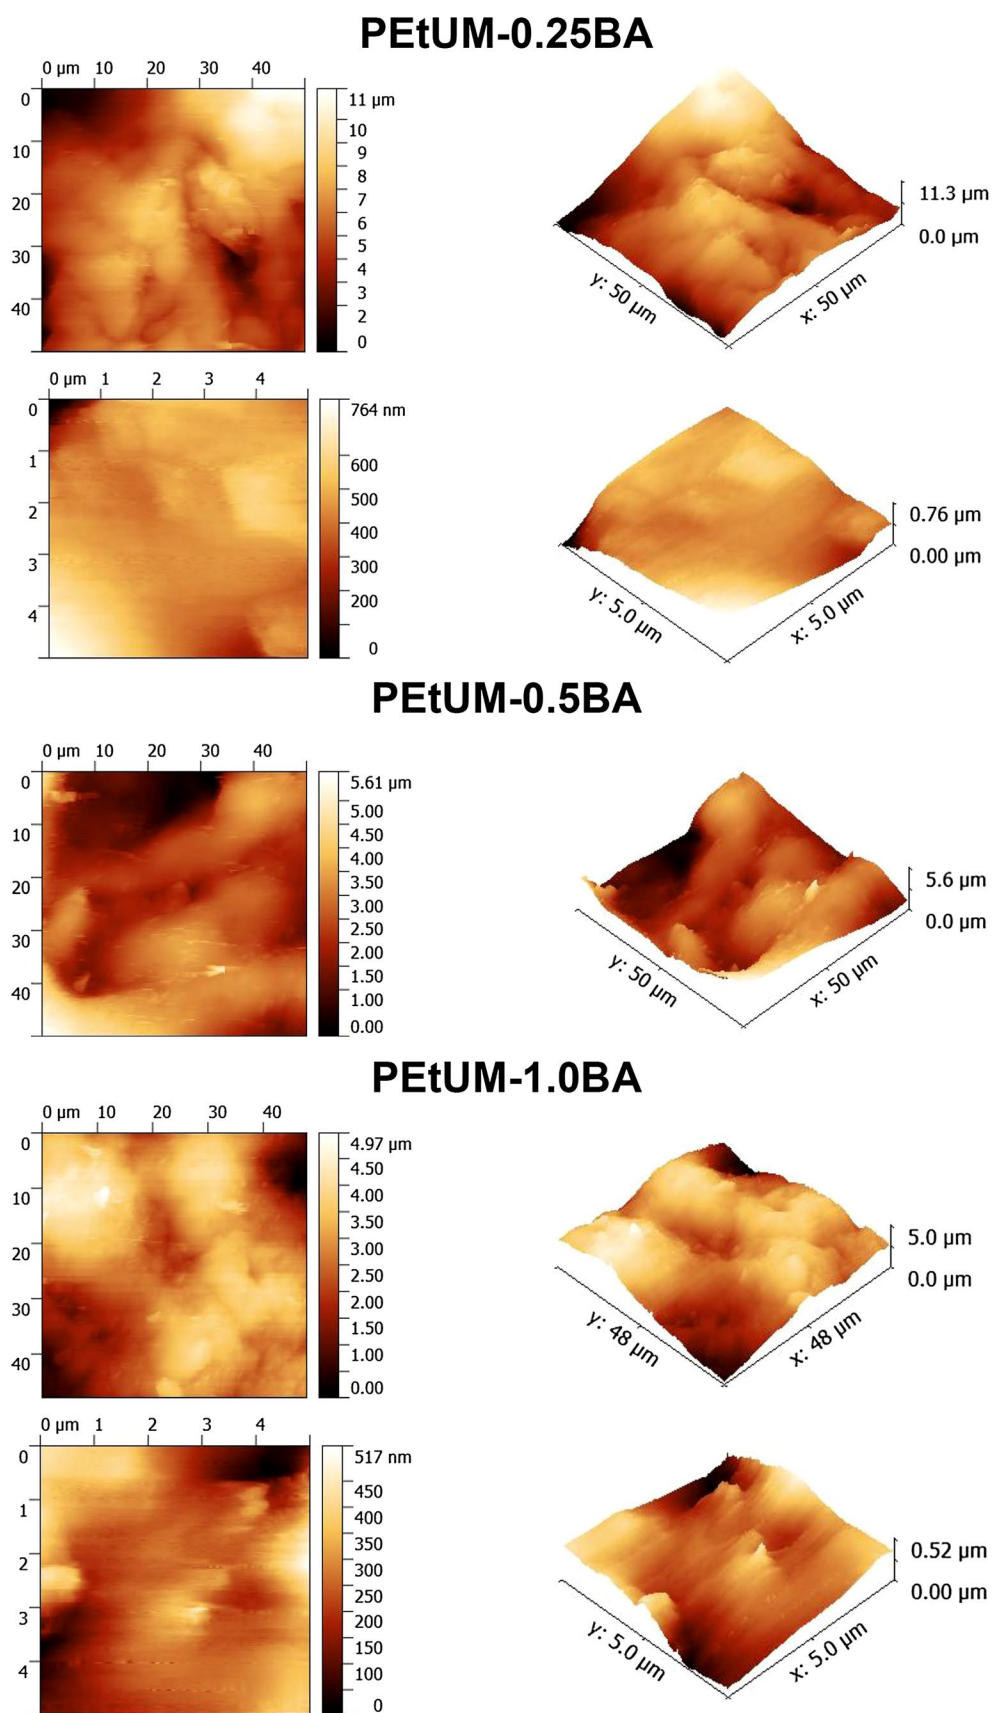 PEtUM-0.25BA
0 µm 10 20 30 40
0
10
20
30
40
11 µm
10
9
8
7
6
5
4
3
2
0
11.3 µm
0.0 µm
y: 50 µm
x: 50 µm
0 µm 1 2 3 4
0
1
2
3
4
764 nm
600
500
400
300
200
0
0.76 µm
0.00 µm
y: 5.0 µm
x: 5.0 µm
PEtUM-0.5BA
0 µm 10 20 30 40
0
10
20
30
40
5.61 µm
5.00
4.50
4.00
3.50
3.00
2.50
2.00
1.50
1.00
0.00
5.6 µm
0.0 µm
y: 50 µm
x: 50 µm
PEtUM-1.0BA
0 µm 10 20 30 40
0
10
20
30
40
4.97 µm
4.50
4.00
3.50
3.00
2.50
2.00
1.50
1.00
0.00
5.0 µm
0.0 µm
y: 48 µm
x: 48 µm
0 µm 1 2 3 4
0
1
2
3
4
517 nm
450
400
350
300
250
200
150
100
0
0.52 µm
0.00 µm
y: 5.0 µm
x: 5.0 µm